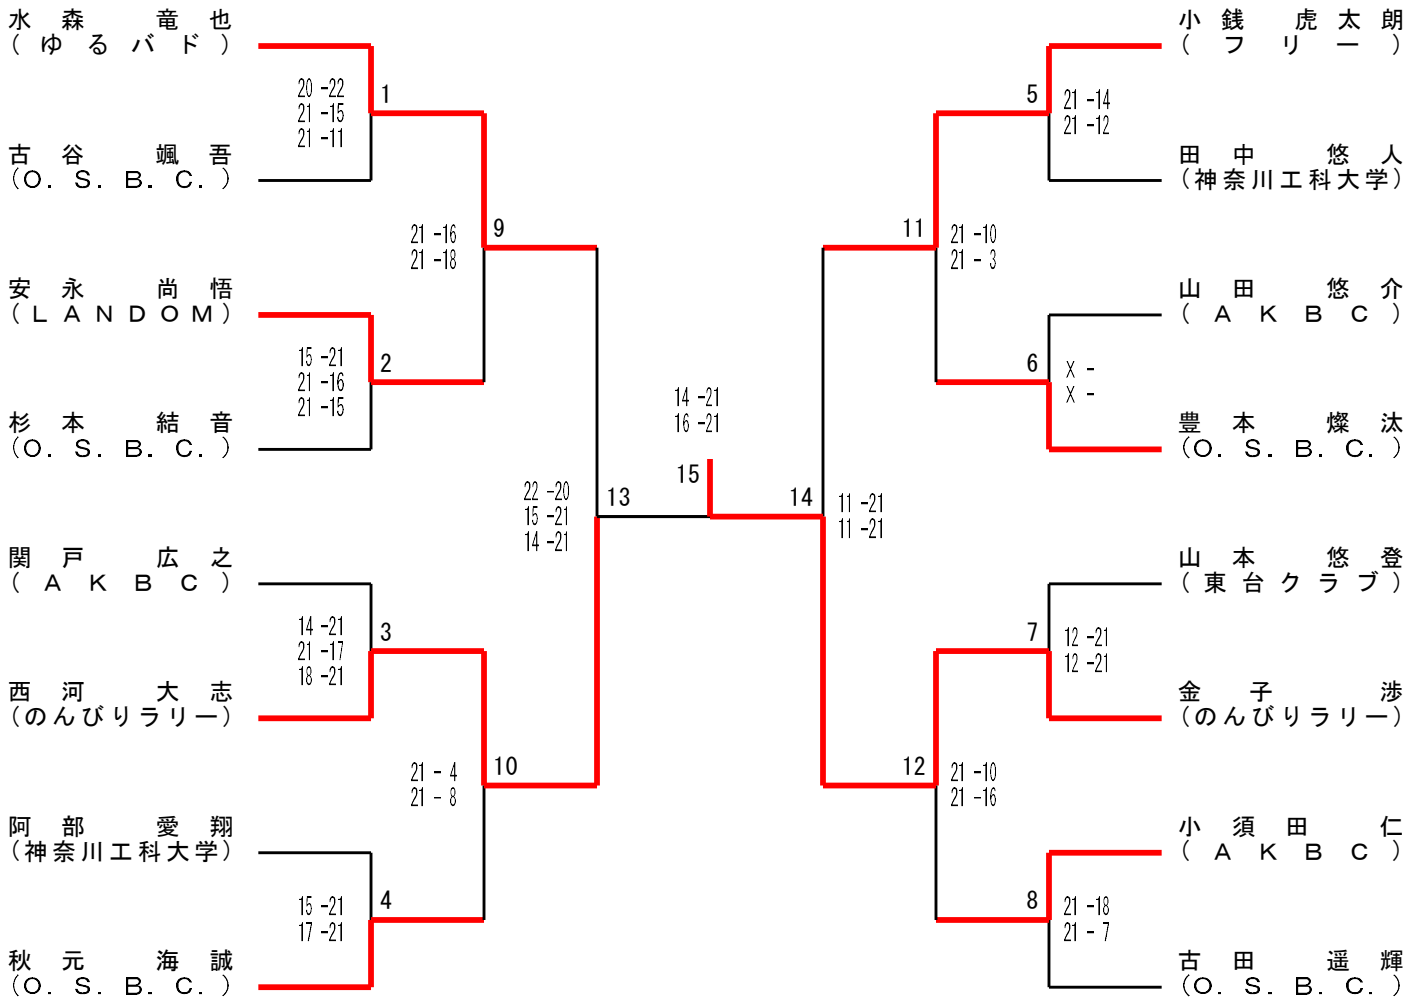 水森 竜也
(ゆるバド)
20 -22
21 -15
21 -11
1
古谷 颯吾
(O. S. B. C. )
21 -16
21 -18
9
安永 尚悟
(LANDOM)
15 -21
21 -16
21 -15
2
杉本 結音
(O. S. B. C. )
22 -20
15 -21
14 -21
13
関戸 広之
(AKBC)
14 -21
21 -17
18 -21
3
西河 大志
(のんびりラリー)
21 - 4
21 - 8
10
阿部 愛翔
(神奈川工科大学)
15 -21
17 -21
4
秋元 海誠
(O. S. B. C. )
14 -21
16 -21
15
小銭 虎太朗
(フリー)
5
21 -14
21 -12
田中 悠人
(神奈川工科大学)
11
21 -10
21 - 3
山田 悠介
(AKBC)
6
X -
X -
豊本 燦汰
(O. S. B. C. )
14
11 -21
11 -21
山本 悠登
(東台クラブ)
7
12 -21
12 -21
金子 渉
(のんびりラリー)
12
21 -10
21 -16
小須田 仁
(AKBC)
8
21 -18
21 - 7
古田 遥輝
(O. S. B. C. )